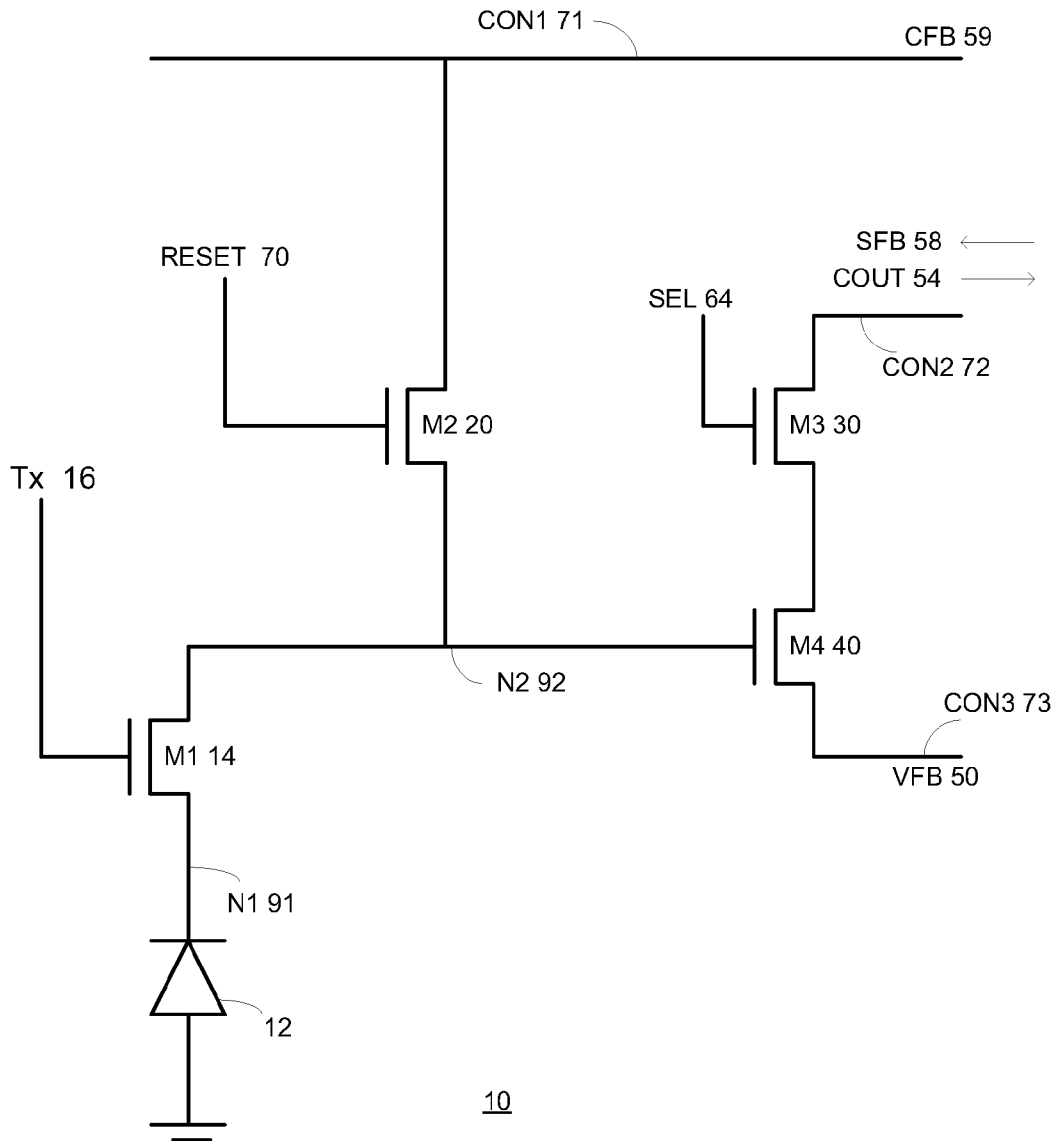 CON1 71
CFB 59
RESET 70
SFB 58
COUT 54
SEL 64
CON2 72
M2 20
M3 30
Tx 16
M4 40
N2 92
CON3 73
M1 14
VFB 50
N1 91
12
10